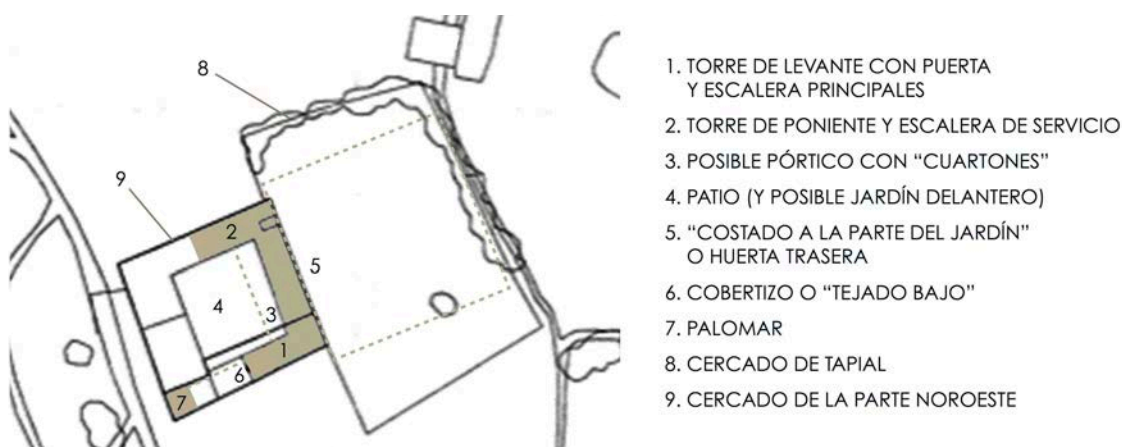 8
9
2
5
4
3
1
6
7
1. TORRE DE LEVANTE CON PUERTA
Y ESCALERA PRINCIPALES
2. TORRE DE PONIENTE Y ESCALERA DE SERVICIO
3. POSIBLE PÓRTICO CON “CUARTONES”
4. PATIO (Y POSIBLE JARDÍN DELANTERO)
5. “COSTADO A LA PARTE DEL JARDÍN”
O HUERTA TRASERA
6. COBERTIZO O “TEJADO BAJO”
7. PALOMAR
8. CERCADO DE TAPIAL
9. CERCADO DE LA PARTE NOROESTE